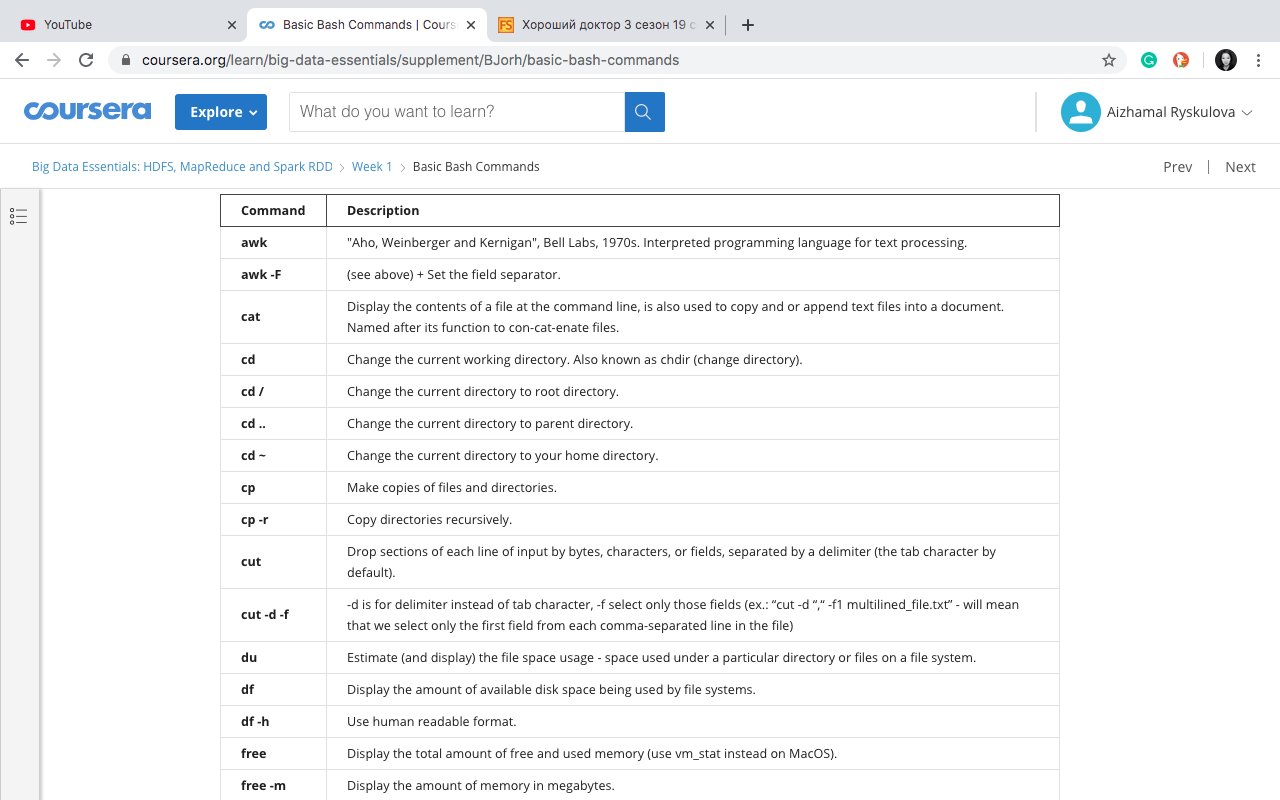 YouTube
Basic Bash Commands | Cours
FS Хороший доктор 3 сезон 19 с
coursera.org/learn/big-data-essentials/supplement/BJorh/basic-bash-commands
coursera Explore What do you want to learn? Aizhamal Ryskulova
Big Data Essentials: HDFS, MapReduce and Spark RDD > Week 1 > Basic Bash Commands Prev | Next
Command Description
awk "Aho, Weinberger and Kernigan", Bell Labs, 1970s. Interpreted programming language for text processing.
awk -F (see above) + Set the field separator.
cat Display the contents of a file at the command line, is also used to copy and or append text files into a document.
Named after its function to con-cat-enate files.
cd Change the current working directory. Also known as chdir (change directory).
cd / Change the current directory to root directory.
cd .. Change the current directory to parent directory.
cd ~ Change the current directory to your home directory.
cp Make copies of files and directories.
cp -r Copy directories recursively.
cut Drop sections of each line of input by bytes, characters, or fields, separated by a delimiter (the tab character by
default).
cut -d -f -d is for delimiter instead of tab character, -f select only those fields (ex.: “cut -d “,“ -f1 multilined_file.txt” - will mean
that we select only the first field from each comma-separated line in the file)
du Estimate (and display) the file space usage - space used under a particular directory or files on a file system.
df Display the amount of available disk space being used by file systems.
df -h Use human readable format.
free Display the total amount of free and used memory (use vm_stat instead on MacOS).
free -m Display the amount of memory in megabytes.